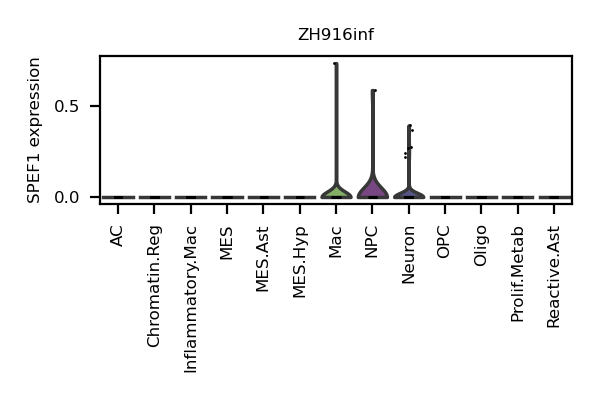 ZH916inf
SPEF1 expression
0.5
0.0
AC
Chromatin.Reg
Inflammatory.Mac
MES
MES.Ast
MES.Hyp
Mac
NPC
Neuron
OPC
Oligo
Prolif.Metab
Reactive.Ast